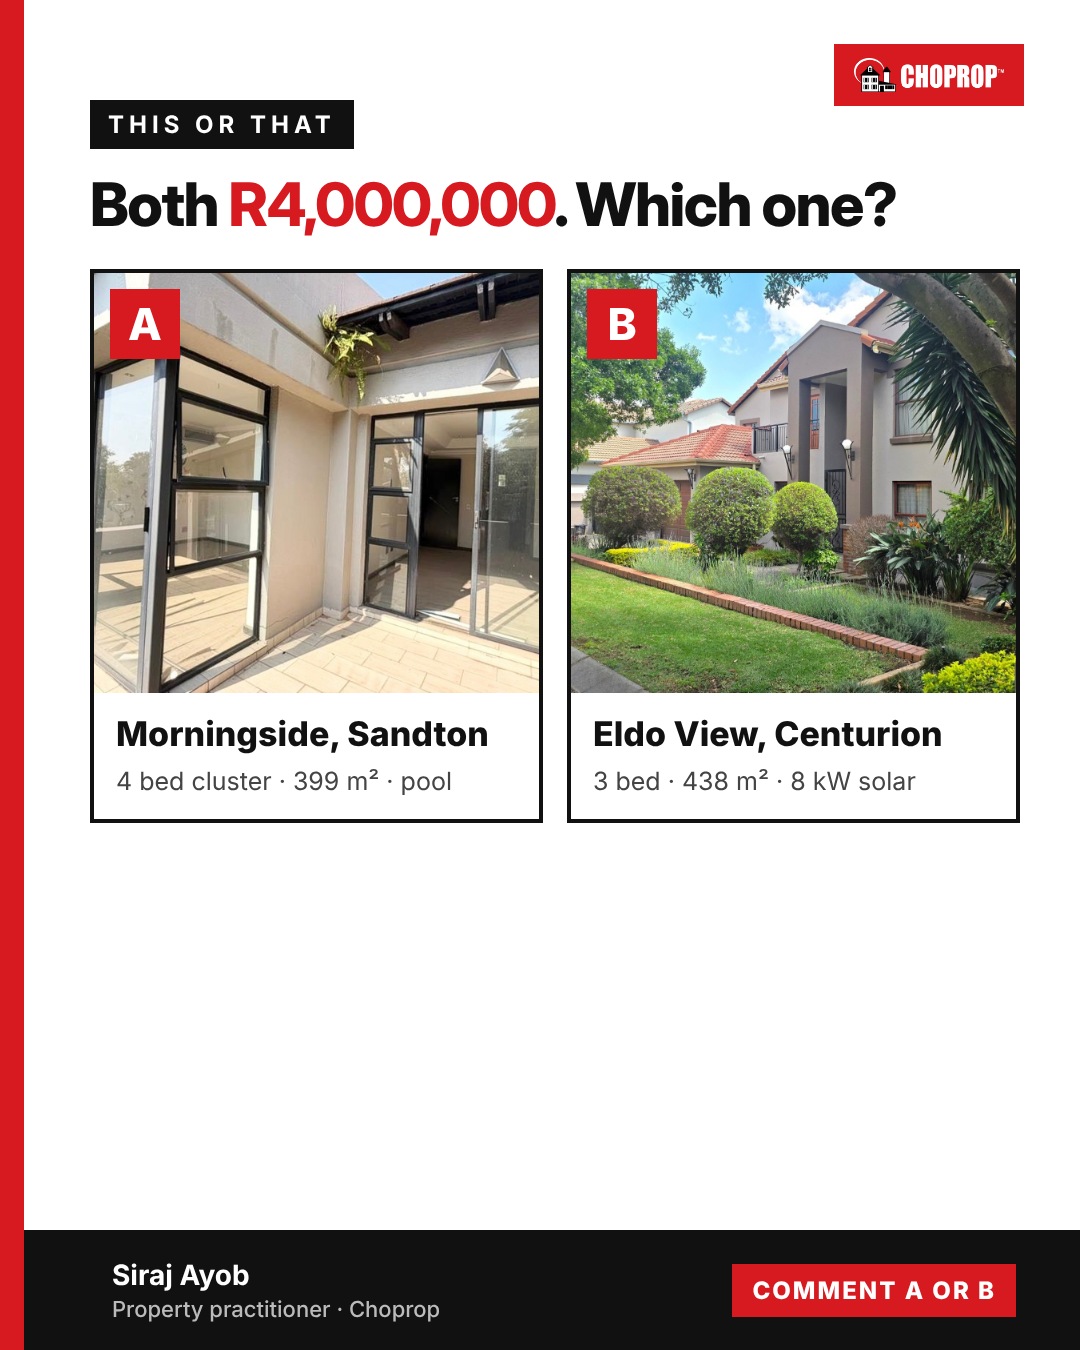 CHOPROP™
THIS OR THAT
Both R4,000,000. Which one?
A
B
Morningside, Sandton
4 bed cluster · 399 m² · pool
Eldo View, Centurion
3 bed · 438 m² · 8 kW solar
Siraj Ayob
Property practitioner · Choprop
COMMENT A OR B